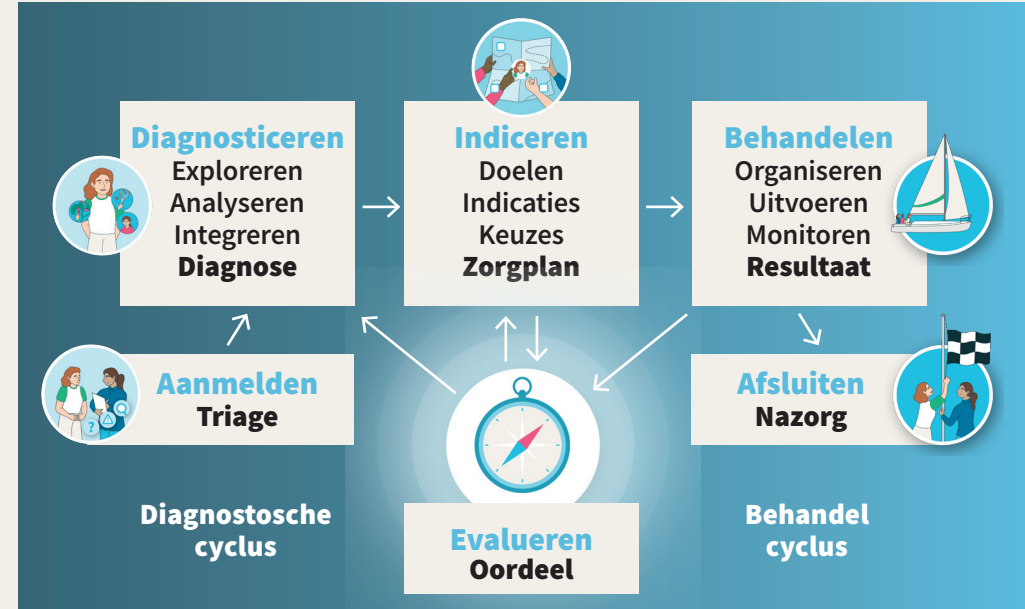 Diagnosticeren
Exploreren
Analyseren
Integreren
Diagnose
Indiceren
Doelen
Indicaties
Keuzes
Zorgplan
Behandelen
Organiseren
Uitvoeren
Monitoren
Resultaat
Aanmelden
Triage
?
Afsluiten
Nazorg
Diagnostosche
cyclus
Evalueren
Oordeel
Behandel
cyclus